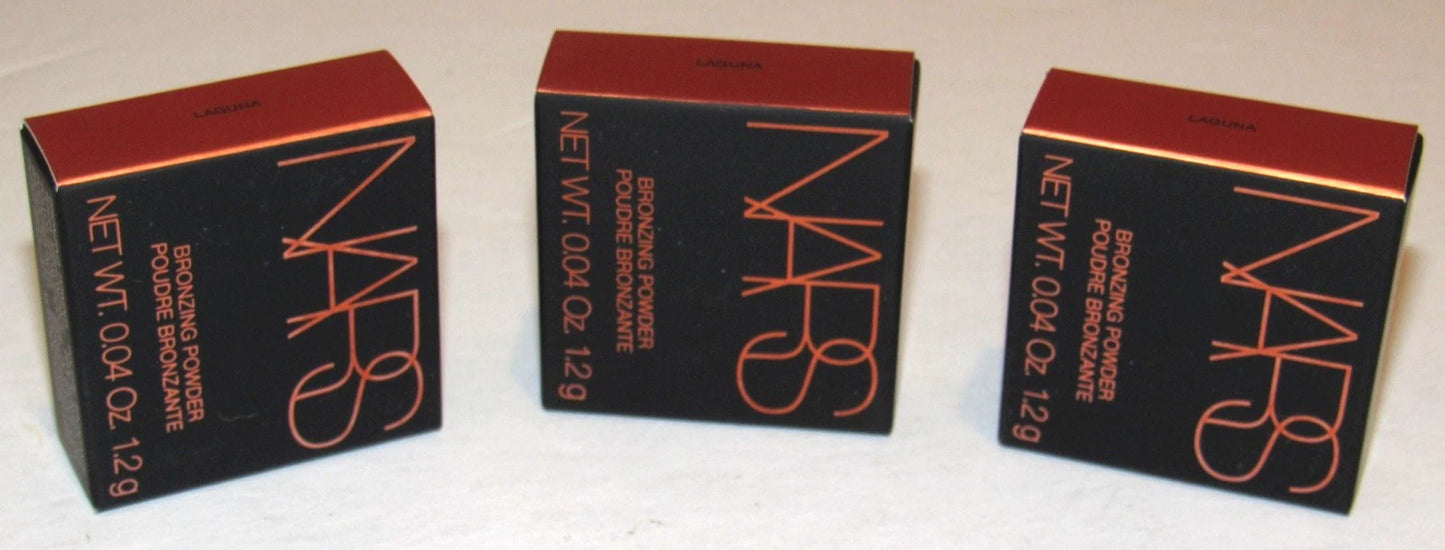 LAGUNA
NARS
BRONZING POWDER
POUDRE BRONZANTE
NET WT. 0.04 Oz. 1.2 g
LAGUNA
NARS
BRONZING POWDER
POUDRE BRONZANTE
NET WT. 0.04 Oz. 1.2 g
LAGUNA
NARS
BRONZING POWDER
POUDRE BRONZANTE
NET WT. 0.04 Oz. 1.2 g